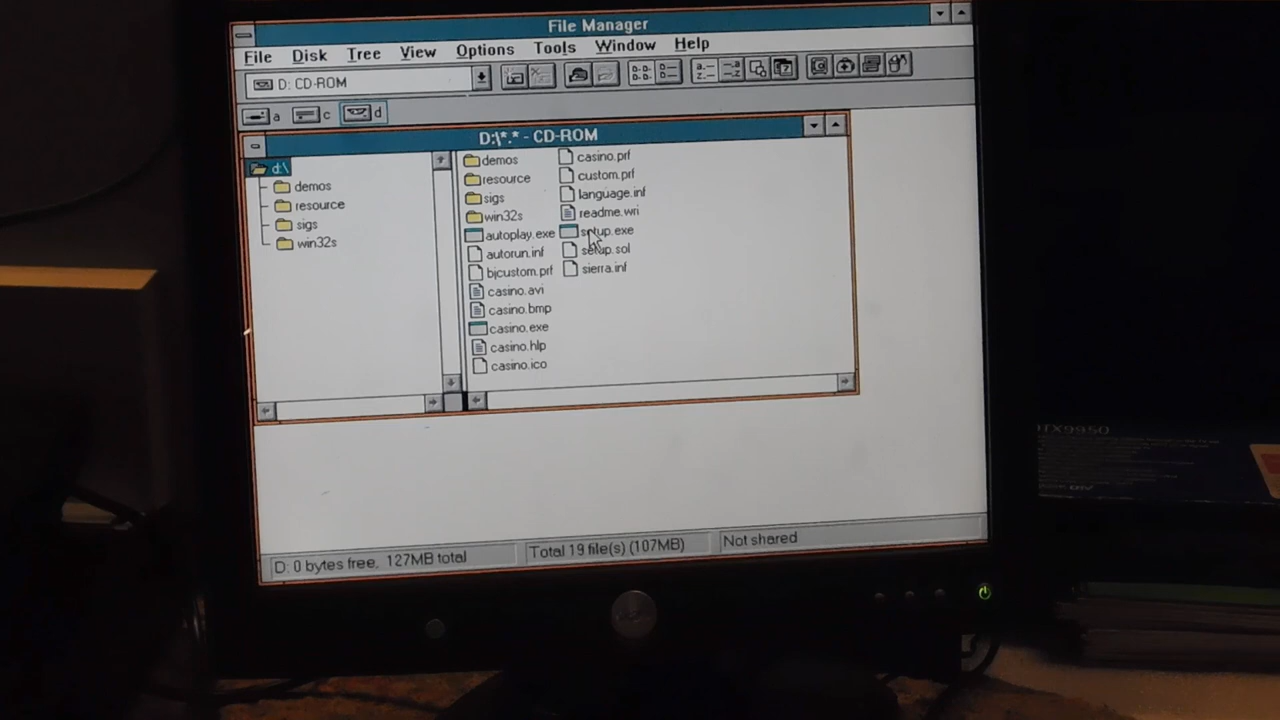 File Manager
File Disk Tree View Options Tools Window Help
D: CD-ROM
a c d
D:\*.* - CD-ROM
d:\
demos
resource
sigs
win32s
demos
resource
sigs
win32s
autoplay.exe
autorun.inf
bjcustom.prf
casino.avi
casino.bmp
casino.exe
casino.hlp
casino.ico
casino.prf
custom.prf
language.inf
readme.wri
setup.exe
setup.sol
sierra.inf
D: 0 bytes free, 127MB total
Total 19 file(s) (107MB)
Not shared
DELL